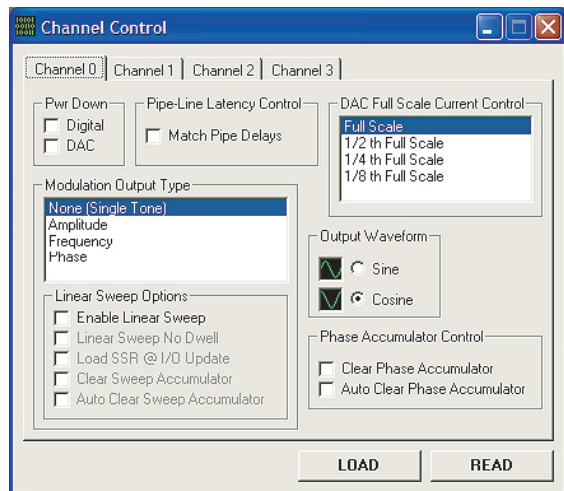 Channel Control
Channel 0 Channel 1 Channel 2 Channel 3
Pwr Down
Digital
DAC
Pipe-Line Latency Control
Match Pipe Delays
DAC Full Scale Current Control
Full Scale
1/2 th Full Scale
1/4 th Full Scale
1/8 th Full Scale
Modulation Output Type
None (Single Tone)
Amplitude
Frequency
Phase
Linear Sweep Options
Enable Linear Sweep
Linear Sweep No Dwell
Load SSR @ I/O Update
Clear Sweep Accumulator
Auto Clear Sweep Accumulator
Output Waveform
Sine
Cosine
Phase Accumulator Control
Clear Phase Accumulator
Auto Clear Phase Accumulator
LOAD
READ